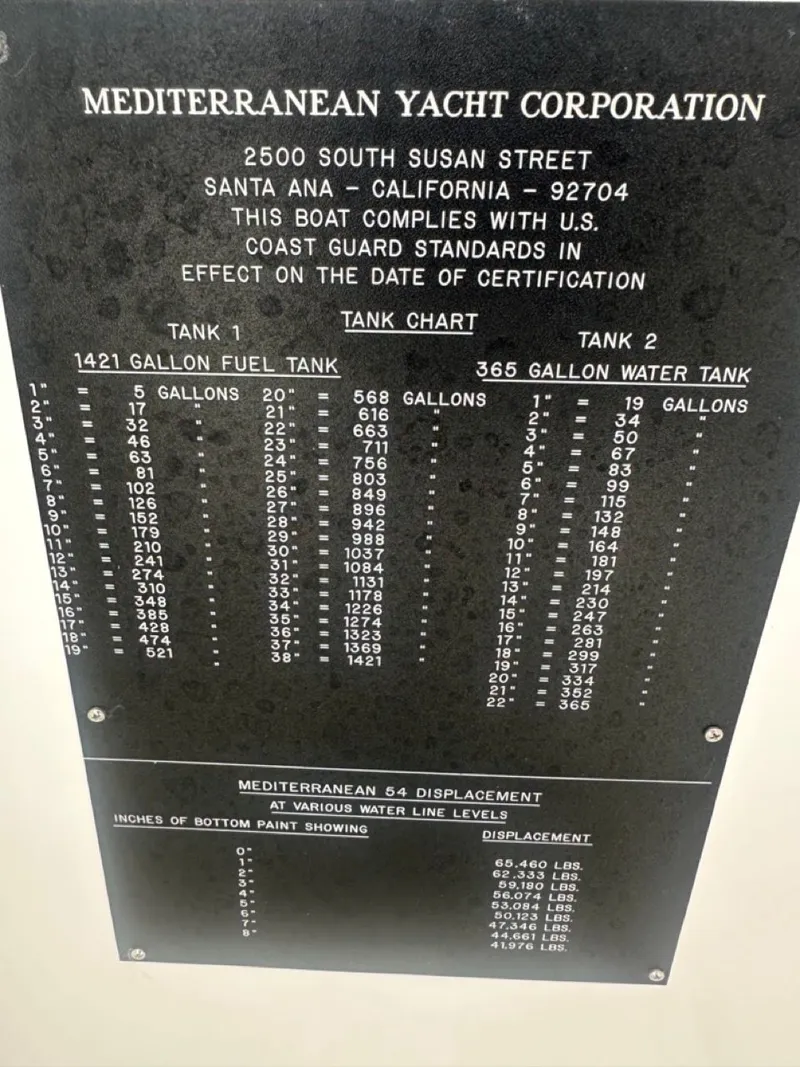 MEDITERRANEAN YACHT CORPORATION
2500 SOUTH SUSAN STREET
SANTA ANA – CALIFORNIA – 92704
THIS BOAT COMPLIES WITH U.S.
COAST GUARD STANDARDS IN
EFFECT ON THE DATE OF CERTIFICATION
TANK CHART
TANK 1
1421 GALLON FUEL TANK
1" = 5 GALLONS
2" = 17 "
3" = 32 "
4" = 46 "
5" = 63 "
6" = 81 "
7" = 102 "
8" = 126 "
9" = 152 "
10" = 179 "
11" = 210 "
12" = 241 "
13" = 274 "
14" = 310 "
15" = 348 "
16" = 385 "
17" = 428 "
18" = 474 "
19" = 521 "
20" = 568 GALLONS
21" = 616 "
22" = 663 "
23" = 711 "
24" = 756 "
25" = 803 "
26" = 849 "
27" = 896 "
28" = 942 "
29" = 988 "
30" = 1037 "
31" = 1084 "
32" = 1131 "
33" = 1178 "
34" = 1226 "
35" = 1274 "
36" = 1323 "
37" = 1369 "
38" = 1421 "
TANK 2
365 GALLON WATER TANK
1" = 19 GALLONS
2" = 34 "
3" = 50 "
4" = 67 "
5" = 83 "
6" = 99 "
7" = 115 "
8" = 132 "
9" = 148 "
10" = 164 "
11" = 181 "
12" = 197 "
13" = 214 "
14" = 230 "
15" = 247 "
16" = 263 "
17" = 281 "
18" = 299 "
19" = 317 "
20" = 334 "
21" = 352 "
22" = 365 "
MEDITERRANEAN 54 DISPLACEMENT
AT VARIOUS WATER LINE LEVELS
INCHES OF BOTTOM PAINT SHOWING DISPLACEMENT
0" 65,460 LBS.
1" 62,333 LBS.
2" 59,180 LBS.
3" 56,074 LBS.
4" 53,084 LBS.
5" 50,123 LBS.
6" 47,346 LBS.
7" 44,661 LBS.
8" 41,976 LBS.